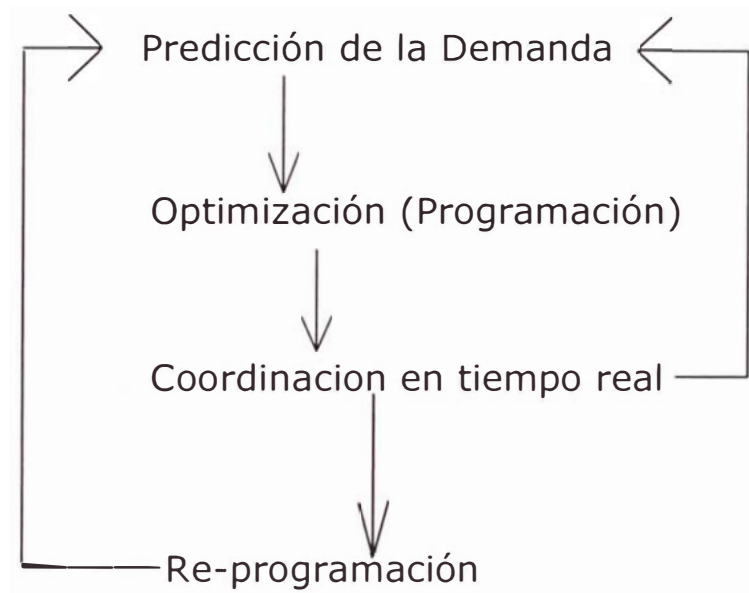 Predicción de la Demanda
Optimización (Programación)
Coordinacion en tiempo real
Re-programación